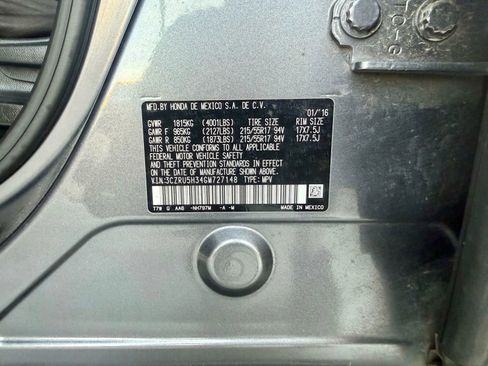 MFD.BY HONDA DE MEXICO S.A. DE C.V.
01/'16
GVWR 1815KG (4001LBS) TIRE SIZE RIM SIZE
GAWR F 965KG (2127LBS) 215/55R17 94V 17X7.5J
GAWR R 850KG (1873LBS) 215/55R17 94V 17X7.5J
THIS VEHICLE CONFORMS TO ALL APPLICABLE
FEDERAL MOTOR VEHICLE SAFETY
AND THEFT PREVENTION STANDARDS IN EFFECT
ON THE DATE OF MANUFACTURE SHOWN ABOVE.
V.I.N:3CZRU5H34GM727148 TYPE: MPV
T7W G AA6 -NH797M -A -M MADE IN MEXICO